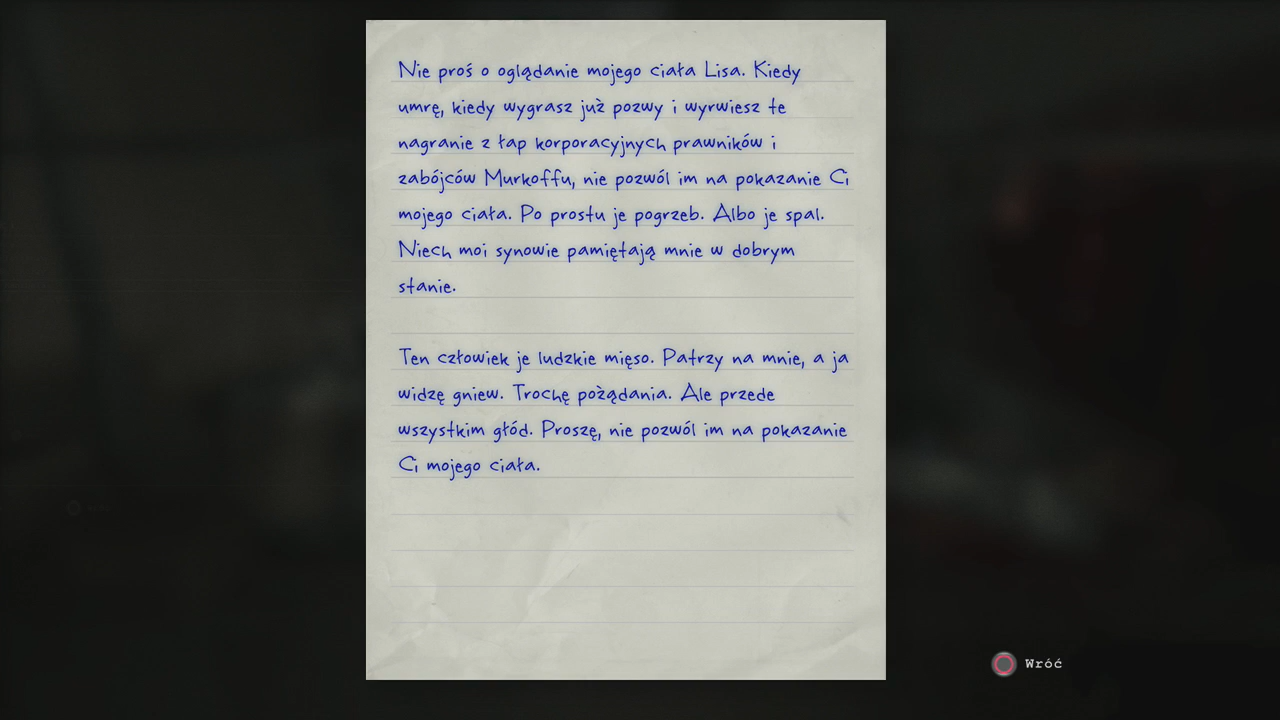 Nie proś o oglądanie mojego ciała Lisa. Kiedy
umrę, kiedy wygrasz już pozwy i wyrwiesz te
nagranie z łap korporacyjnych prawników i
zabójców Murkoffu, nie pozwól im na pokazanie Ci
mojego ciała. Po prostu je pogrzeb. Albo je spal.
Niech moi synowie pamiętają mnie w dobrym
stanie.
Ten człowiek je ludzkie mięso. Patrzy na mnie, a ja
widzę gniew. Trochę pożądania. Ale przede
wszystkim głód. Proszę, nie pozwól im na pokazanie
Ci mojego ciała.
Wróć